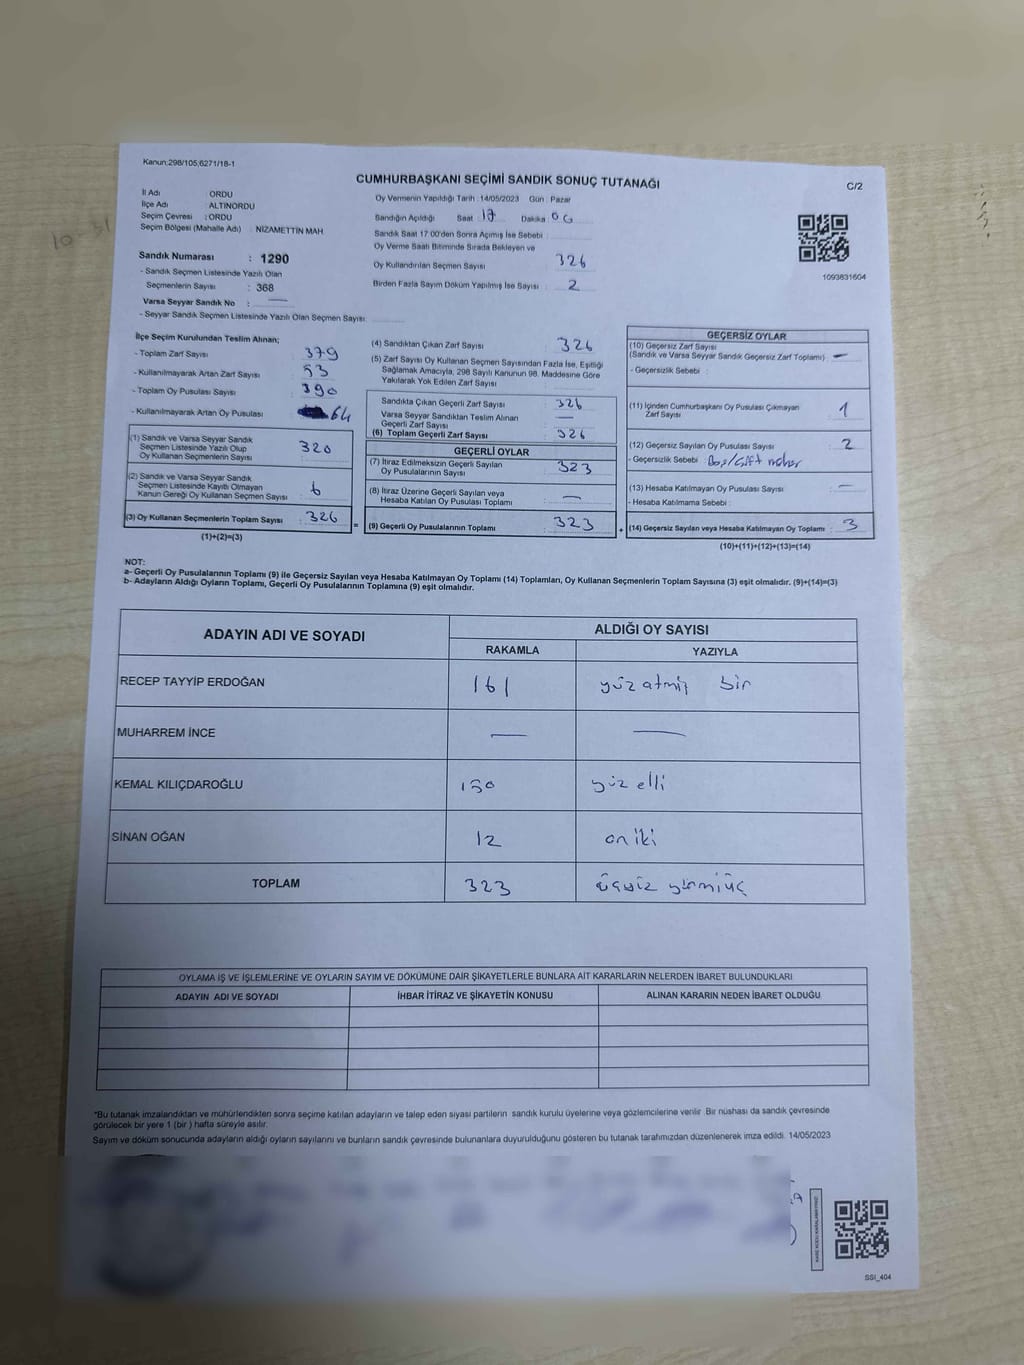 Kanun;298/105,6271/18-1
CUMHURBAŞKANI SEÇİMİ SANDIK SONUÇ TUTANAĞI
C/2
İl Adı : ORDU
İlçe Adı : ALTINORDU
Seçim Çevresi : ORDU
Seçim Bölgesi (Mahalle Adı) : NİZAMETTİN MAH.
Sandık Numarası : 1290
- Sandık Seçmen Listesinde Yazılı Olan
Seçmenlerin Sayısı : 368
Varsa Seyyar Sandık No : —
- Seyyar Sandık Listesinde Yazılı Olan Seçmen Sayısı:
Oy Vermenin Yapıldığı Tarih : 14/05/2023 Gün : Pazar
Sandığın Açıldığı Saat : 17 Dakika :
Sandık Saat 17:00'den Sonra Açılmış İse Sebebi :
Oy Verme Saati Bitiminde Sırada Bekleyen ve
Oy Kullandırılan Seçmen Sayısı : 326
Birden Fazla Sayım Döküm Yapılmış İse Sayısı : 2
1093831604
İlçe Seçim Kurulundan Teslim Alınan;
- Toplam Zarf Sayısı : 379
- Kullanılmayarak Artan Zarf Sayısı : 53
- Toplam Oy Pusulası Sayısı : 390
- Kullanılmayarak Artan Oy Pusulası : 64
(1) Sandık ve Varsa Seyyar Sandık
Seçmen Listesinde Yazılı Olup
Oy Kullanan Seçmenlerin Sayısı : 320
(2) Sandık ve Varsa Seyyar Sandık
Seçmen Listesinde Kayıtlı Olmayan
Kanun Gereği Oy Kullanan Seçmen Sayısı : 6
(3) Oy Kullanan Seçmenlerin Toplam Sayısı : 326
(1)+(2)=(3)
(4) Sandıktan Çıkan Zarf Sayısı : 326
(5) Zarf Sayısı Oy Kullanan Seçmen Sayısından Fazla İse, Eşitliği
Sağlamak Amacıyla, 298 Sayılı Kanunun 98. Maddesine Göre
Yakılarak Yok Edilen Zarf Sayısı :
Sandıkta Çıkan Geçerli Zarf Sayısı : 326
Varsa Seyyar Sandıktan Teslim Alınan
Geçerli Zarf Sayısı : —
(6) Toplam Geçerli Zarf Sayısı : 326
GEÇERLİ OYLAR
(7) İtiraz Edilmeksizin Geçerli Sayılan
Oy Pusulalarının Sayısı : 323
(8) İtiraz Üzerine Geçerli Sayılan veya
Hesaba Katılan Oy Pusulası Toplamı : —
= (9) Geçerli Oy Pusulalarının Toplamı : 323
GEÇERSİZ OYLAR
(10) Geçersiz Zarf Sayısı
(Sandık ve Varsa Seyyar Sandık Geçersiz Zarf Toplamı) : —
- Geçersizlik Sebebi :
(11) İçinden Cumhurbaşkanı Oy Pusulası Çıkmayan
Zarf Sayısı : 1
(12) Geçersiz Sayılan Oy Pusulası Sayısı : 2
- Geçersizlik Sebebi :
(13) Hesaba Katılmayan Oy Pusulası Sayısı : —
- Hesaba Katılmama Sebebi :
+ (14) Geçersiz Sayılan veya Hesaba Katılmayan Oy Toplamı : 3
(10)+(11)+(12)+(13)=(14)
NOT:
a- Geçerli Oy Pusulalarının Toplamı (9) ile Geçersiz Sayılan veya Hesaba Katılmayan Oy Toplamı (14) Toplamları, Oy Kullanan Seçmenlerin Toplam Sayısına (3) eşit olmalıdır. (9)+(14)=(3)
b- Adayların Aldığı Oyların Toplamı, Geçerli Oy Pusulalarının Toplamına (9) eşit olmalıdır.
ADAYIN ADI VE SOYADI
ALDIĞI OY SAYISI
RAKAMLA YAZIYLA
RECEP TAYYİP ERDOĞAN 161 yüz atmış bir
MUHARREM İNCE — —
KEMAL KILIÇDAROĞLU 150 yüz elli
SİNAN OĞAN 12 on iki
TOPLAM 323 üçyüz yirmiüç
OYLAMA İŞ VE İŞLEMLERİNE VE OYLARIN SAYIM VE DÖKÜMÜNE DAİR ŞİKAYETLERLE BUNLARA AİT KARARLARIN NELERDEN İBARET BULUNDUKLARI
ADAYIN ADI VE SOYADI İHBAR İTİRAZ VE ŞİKAYETİN KONUSU ALINAN KARARIN NEDEN İBARET OLDUĞU
*Bu tutanak imzalandıktan ve mühürlendikten sonra seçime katılan adayların ve talep eden siyasi partilerin sandık kurulu üyelerine veya gözlemcilerine verilir. Bir nüshası da sandık çevresinde
görülecek bir yere 1 (bir ) hafta süreyle asılır.
Sayım ve döküm sonucunda adayların aldığı oyların sayılarını ve bunların sandık çevresinde bulunanlara duyurulduğunu gösteren bu tutanak tarafımızdan düzenlenerek imza edildi. 14/05/2023
SSI_404